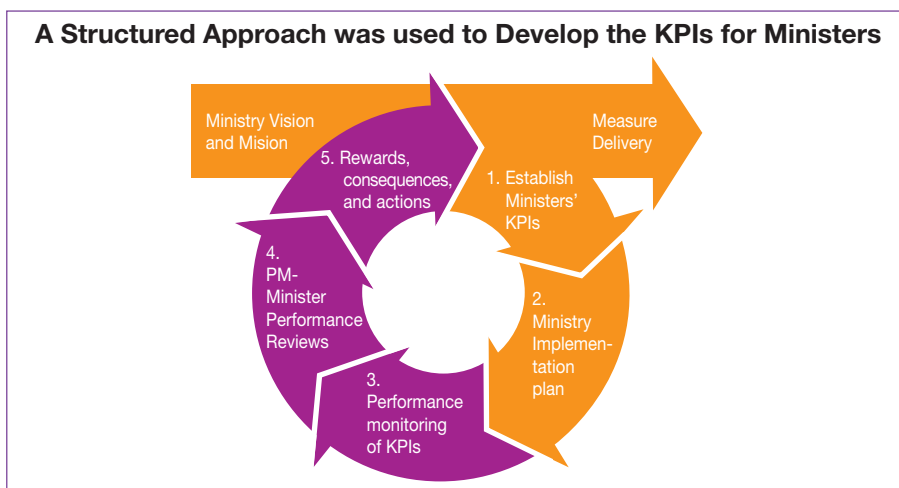 A Structured Approach was used to Develop the KPIs for Ministers
Ministry Vision
and Mision
Measure
Delivery
1. Establish
Ministers'
KPIs
2.
Ministry
Implemen-
tation
plan
3.
Performance
monitoring
of KPIs
4.
PM-
Minister
Performance
Reviews
5. Rewards,
consequences,
and actions